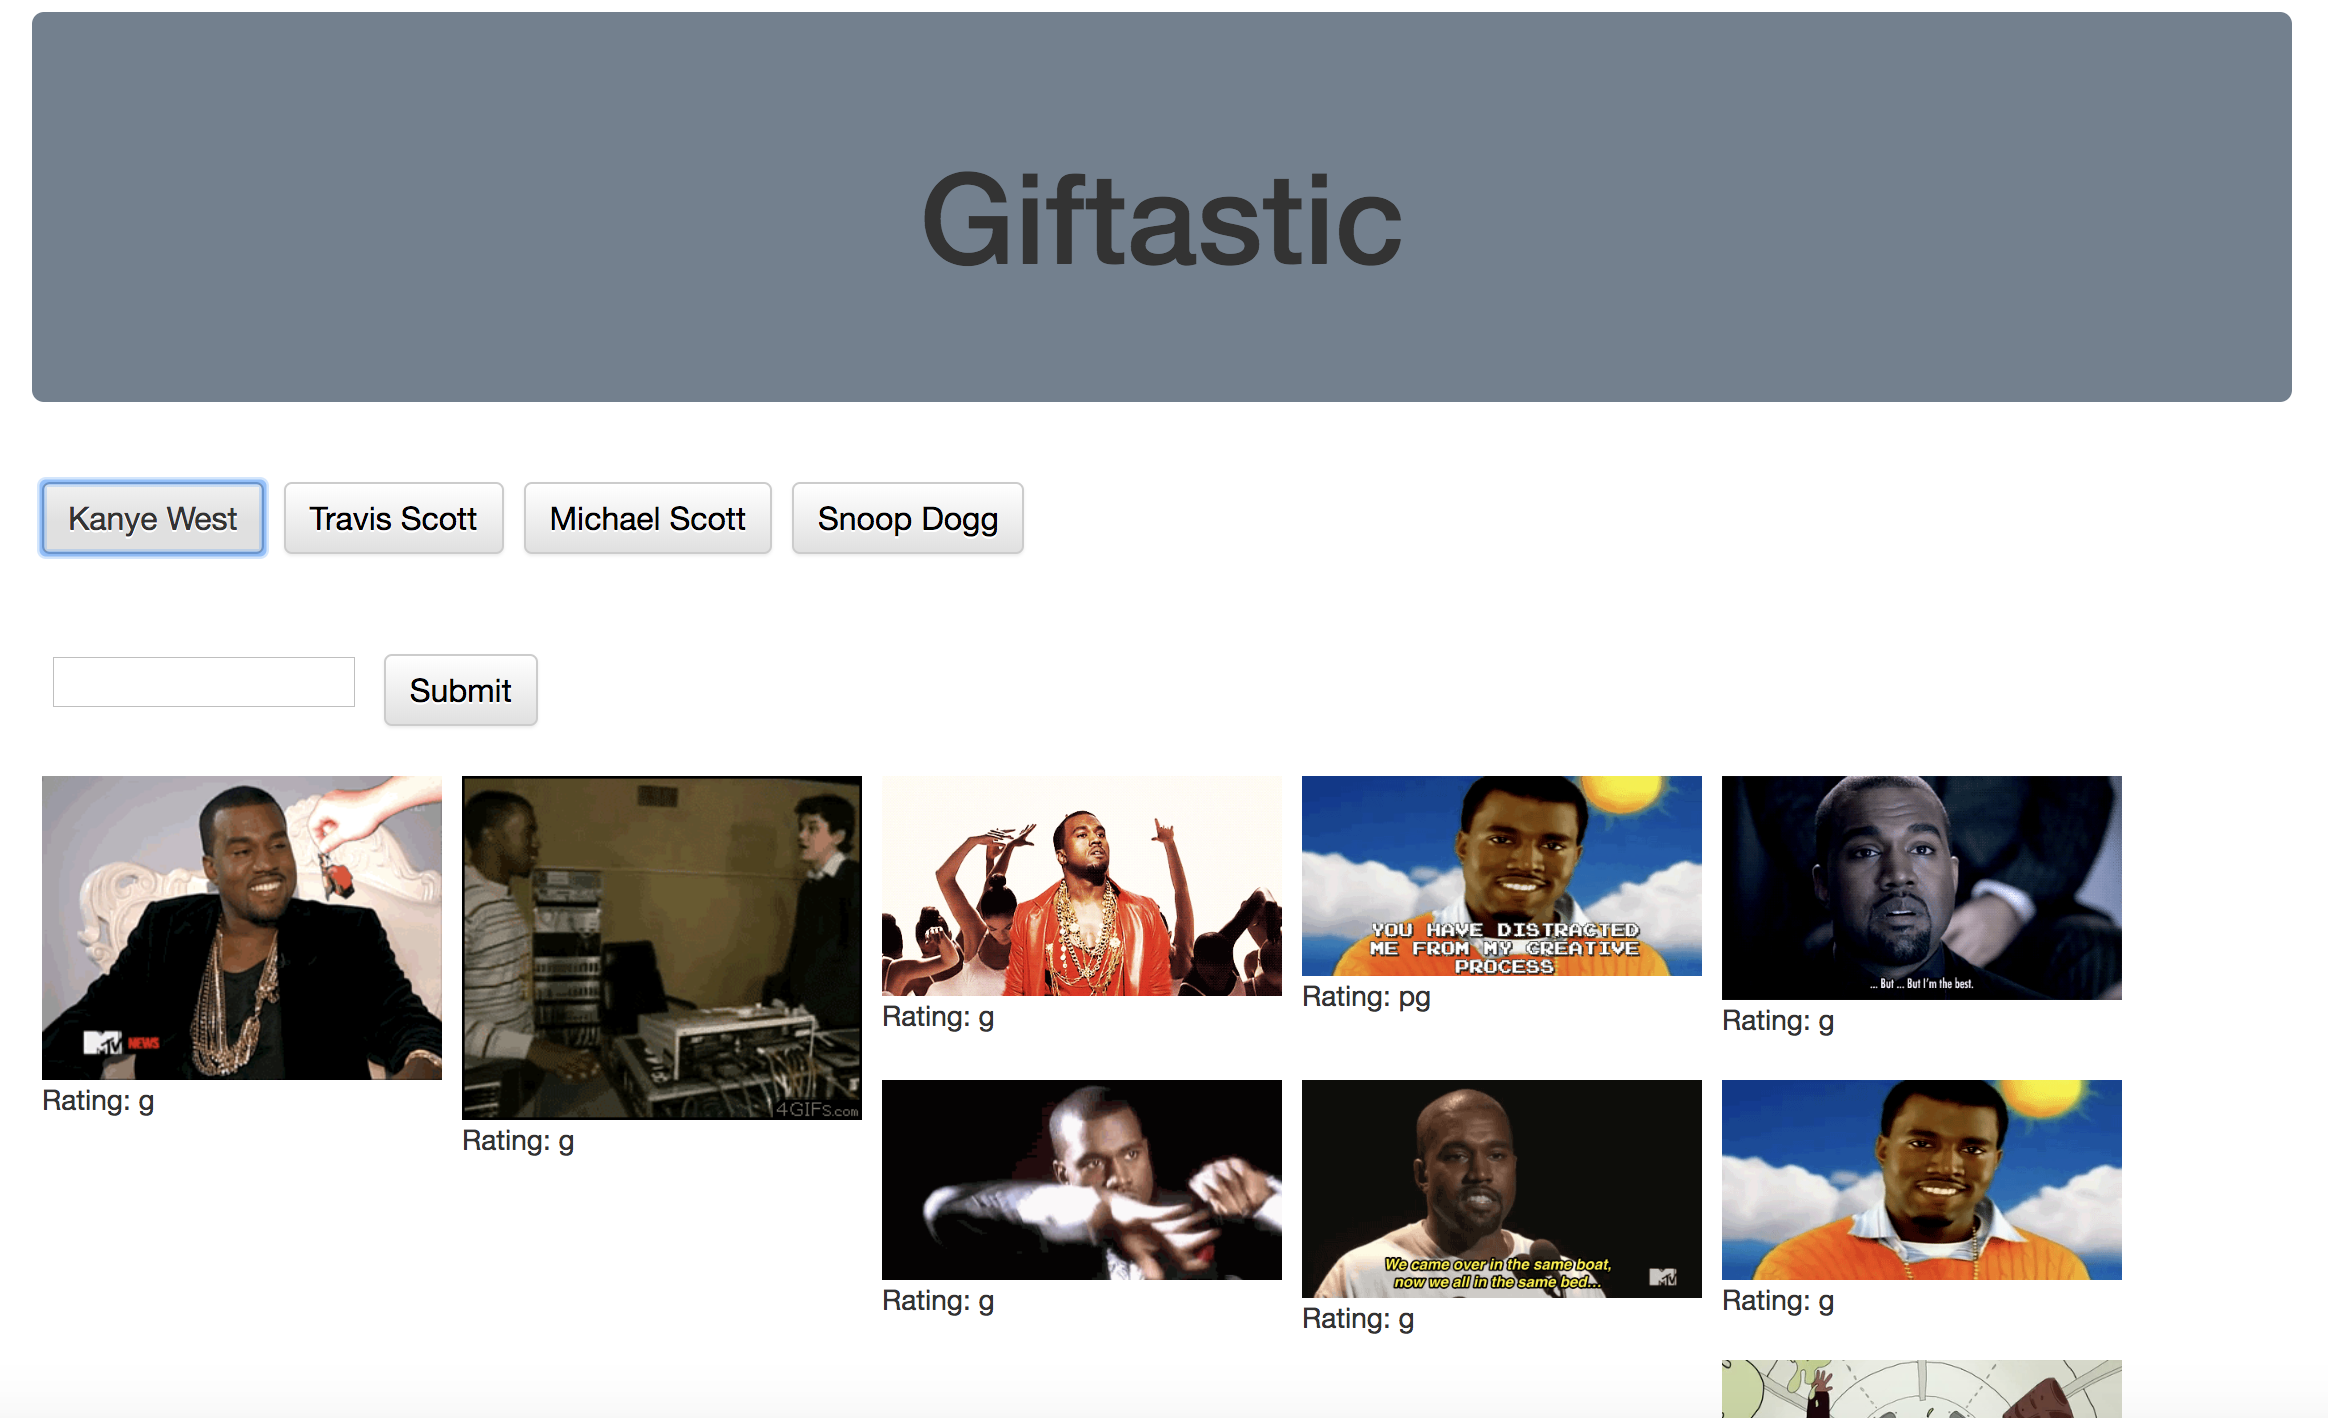 Giftastic
Kanye West
Travis Scott
Michael Scott
Snoop Dogg
Submit
MTV NEWS
Rating: g
4GIFs.com
Rating: g
Rating: g
YOU HAVE DISTRACTED
ME FROM MY CREATIVE
PROCESS
Rating: pg
... But ... But I'm the best.
Rating: g
Rating: g
We came over in the same boat,
now we all in the same bed...
MTV
Rating: g
Rating: g